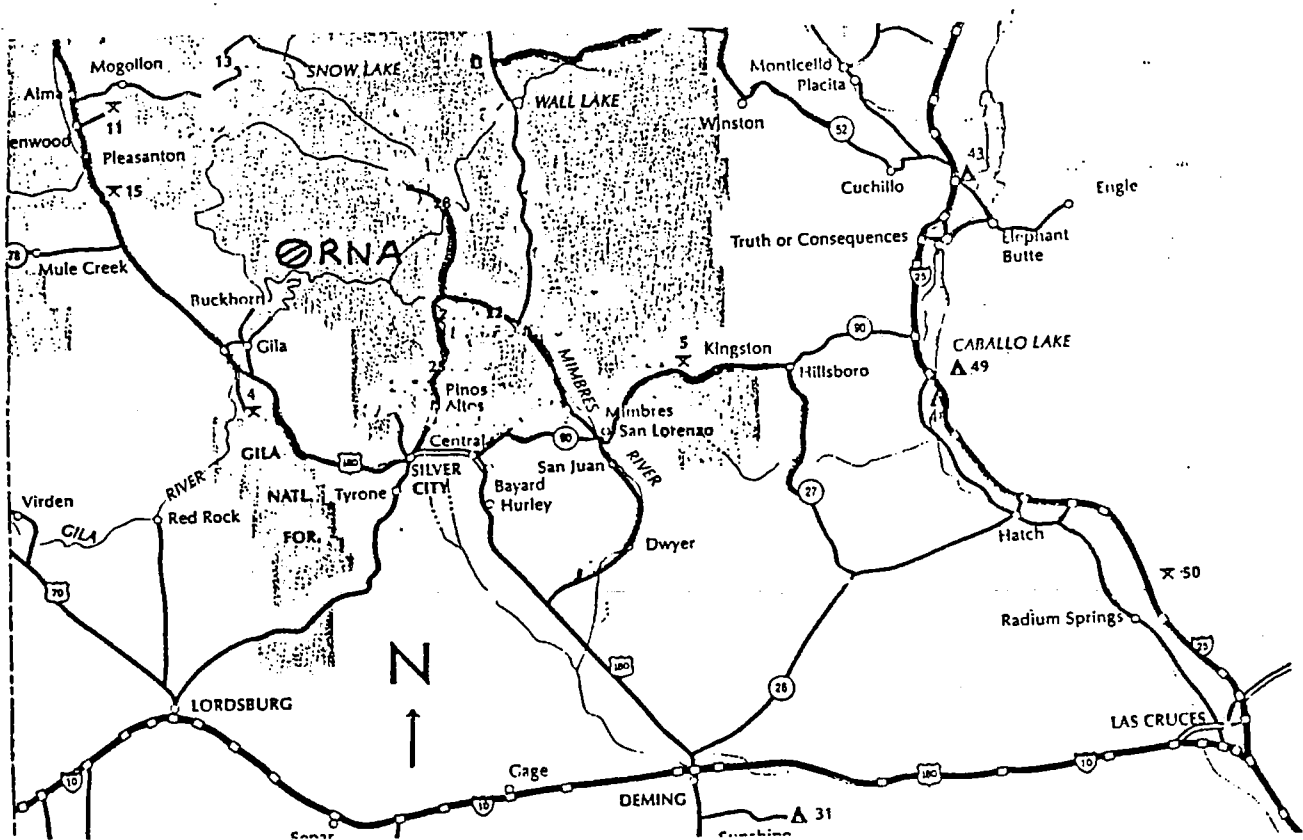 Mogollon
13
SNOW LAKE
Monticello
Placita
Alma
WALL LAKE
11
Winston
52
enwood
Pleasanton
43
15
Cuchillo
Engle
28
RNA
Truth or Consequences
Elephant
Butte
78
Mule Creek
25
Buckhorn
90
5
Kingston
CABALLO LAKE
Gila
49
Hillsboro
MIMBRES
4
Pinos
Altos
Mimbres
San Lorenzo
Central
90
GILA
180
SILVER
CITY
San Juan
RIVER
RIVER
NATL.
Tyrone
Bayard
Hurley
27
Virden
Red Rock
GILA
FOR.
Dwyer
Hatch
70
50
Radium Springs
N
180
25
26
LORDSBURG
LAS CRUCES
10
Gage
10
DEMING
180
10
31